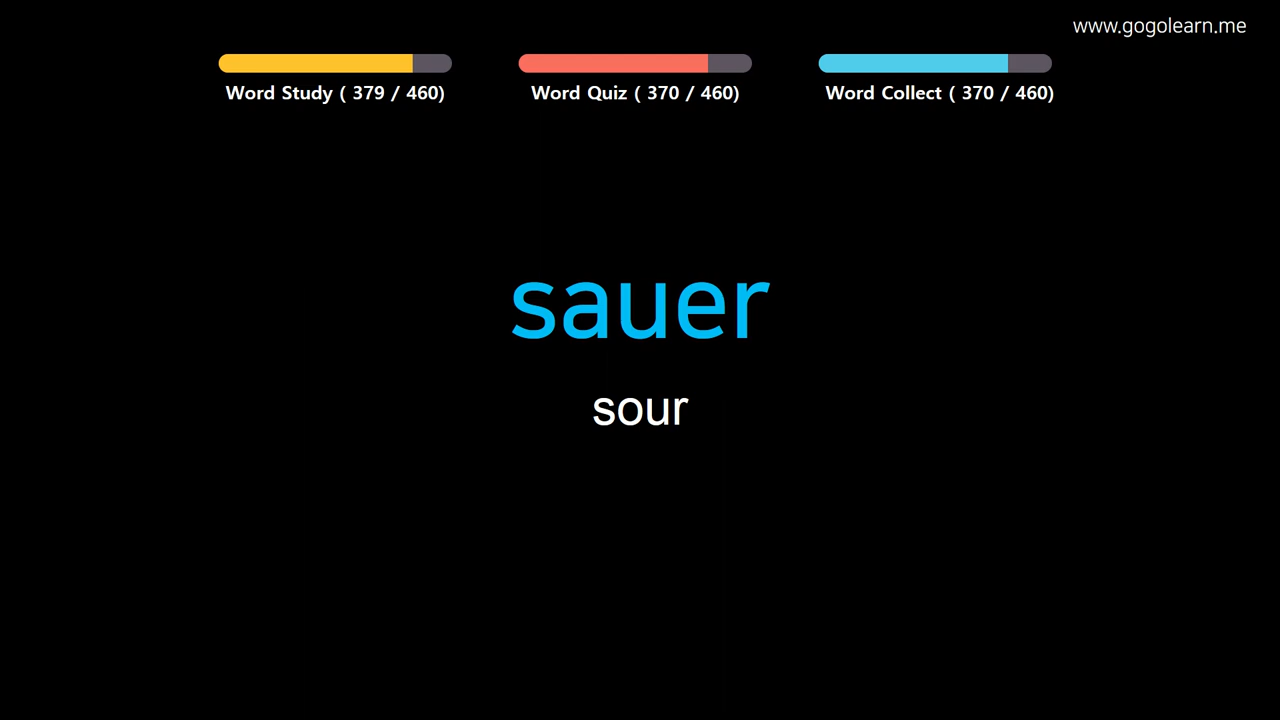 www.gogolearn.me
Word Study ( 379 / 460)
Word Quiz ( 370 / 460)
Word Collect ( 370 / 460)
sauer
sour